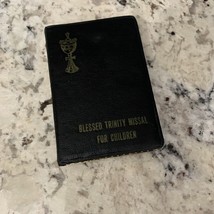 BLESSED TRINITY MISSAL
FOR CHILDREN